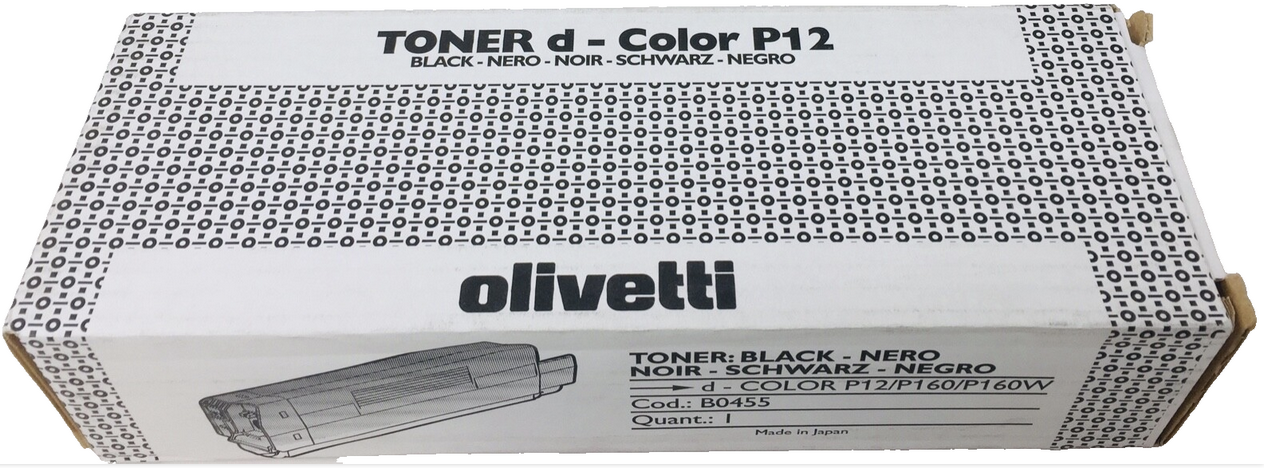 TONER d - Color P12
BLACK - NERO - NOIR - SCHWARZ - NEGRO
olivetti
TONER: BLACK - NERO
NOIR - SCHWARZ - NEGRO
d - COLOR P12/P160/P160W
Cod.: B0455
Quant.: 1
Made in Japan